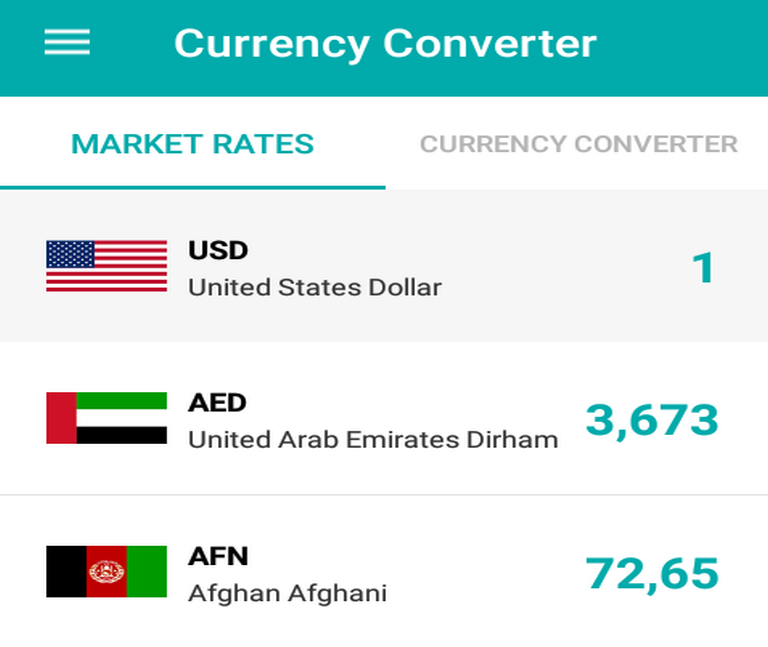 Currency Converter
MARKET RATES
CURRENCY CONVERTER
USD
United States Dollar
1
AED
United Arab Emirates Dirham
3,673
AFN
Afghan Afghani
72,65